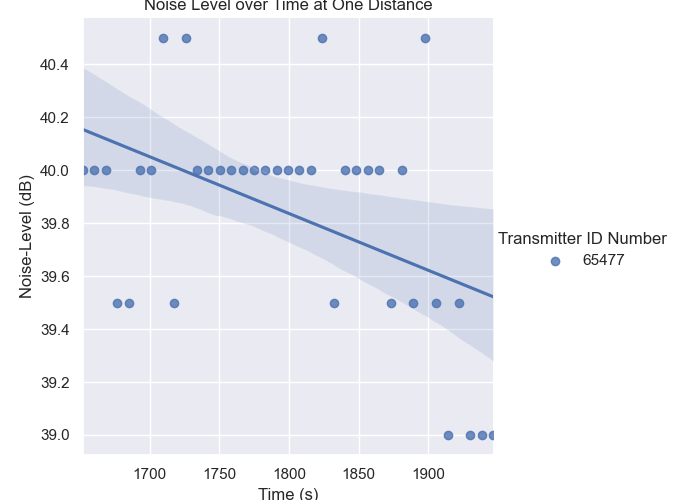 Noise Level over Time at One Distance
40.4
40.2
40.0
39.8
39.6
39.4
39.2
39.0
Noise-Level (dB)
1700 1750 1800 1850 1900
Time (s)
Transmitter ID Number
65477